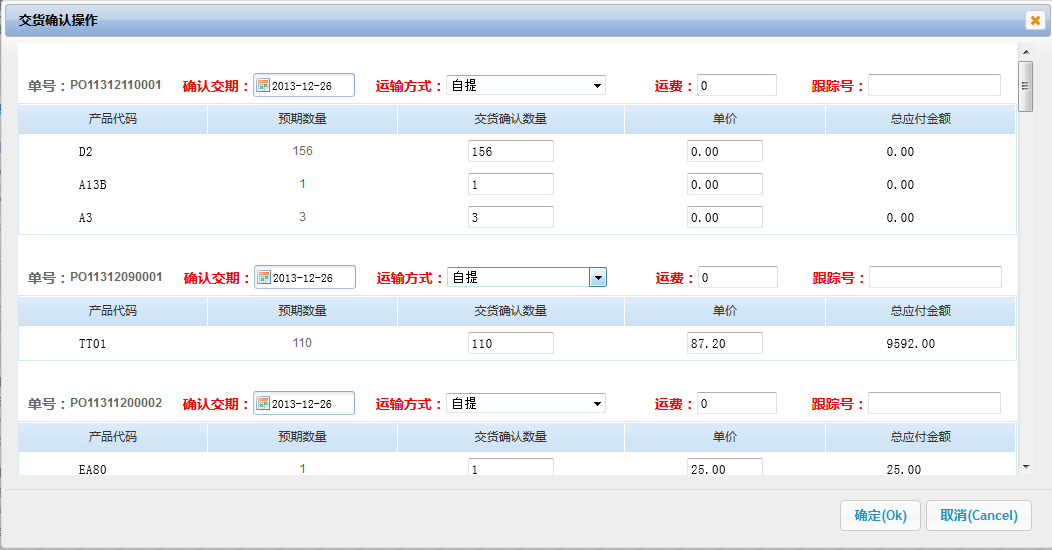 交货确认操作
单号：PO11312110001 确认交期： 2013-12-26 运输方式： 自提 运费： 0 跟踪号：
产品代码 预期数量 交货确认数量 单价 总应付金额
D2 156 156 0.00 0.00
A13B 1 1 0.00 0.00
A3 3 3 0.00 0.00
单号：PO11312090001 确认交期： 2013-12-26 运输方式： 自提 运费： 0 跟踪号：
产品代码 预期数量 交货确认数量 单价 总应付金额
TT01 110 110 87.20 9592.00
单号：PO11311200002 确认交期： 2013-12-26 运输方式： 自提 运费： 0 跟踪号：
产品代码 预期数量 交货确认数量 单价 总应付金额
EA80 1 1 25.00 25.00
确定(Ok) 取消(Cancel)